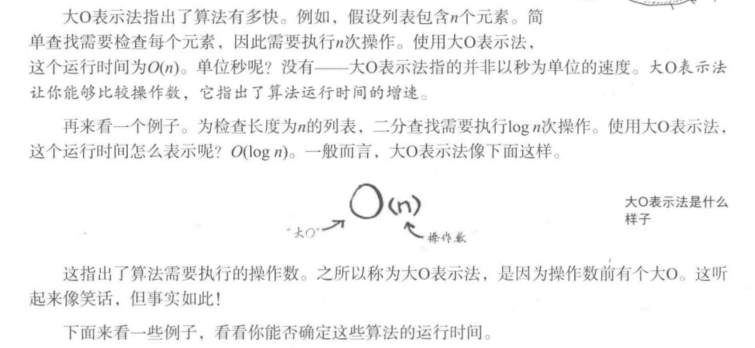 大O表示法指出了算法有多快。例如，假设列表包含n个元素。简
单查找需要检查每个元素，因此需要执行n次操作。使用大O表示法，
这个运行时间为O(n)。单位秒呢？没有——大O表示法指的并非以秒为单位的速度。大O表示法
让你能够比较操作数，它指出了算法运行时间的增速。
再来看一个例子。为检查长度为n的列表，二分查找需要执行log n次操作。使用大O表示法，
这个运行时间怎么表示呢？O(log n)。一般而言，大O表示法像下面这样。
O(n)
“大O”
操作数
大O表示法是什么
样子
这指出了算法需要执行的操作数。之所以称为大O表示法，是因为操作数前有个大O。这听
起来像笑话，但事实如此！
下面来看一些例子，看看你能否确定这些算法的运行时间。